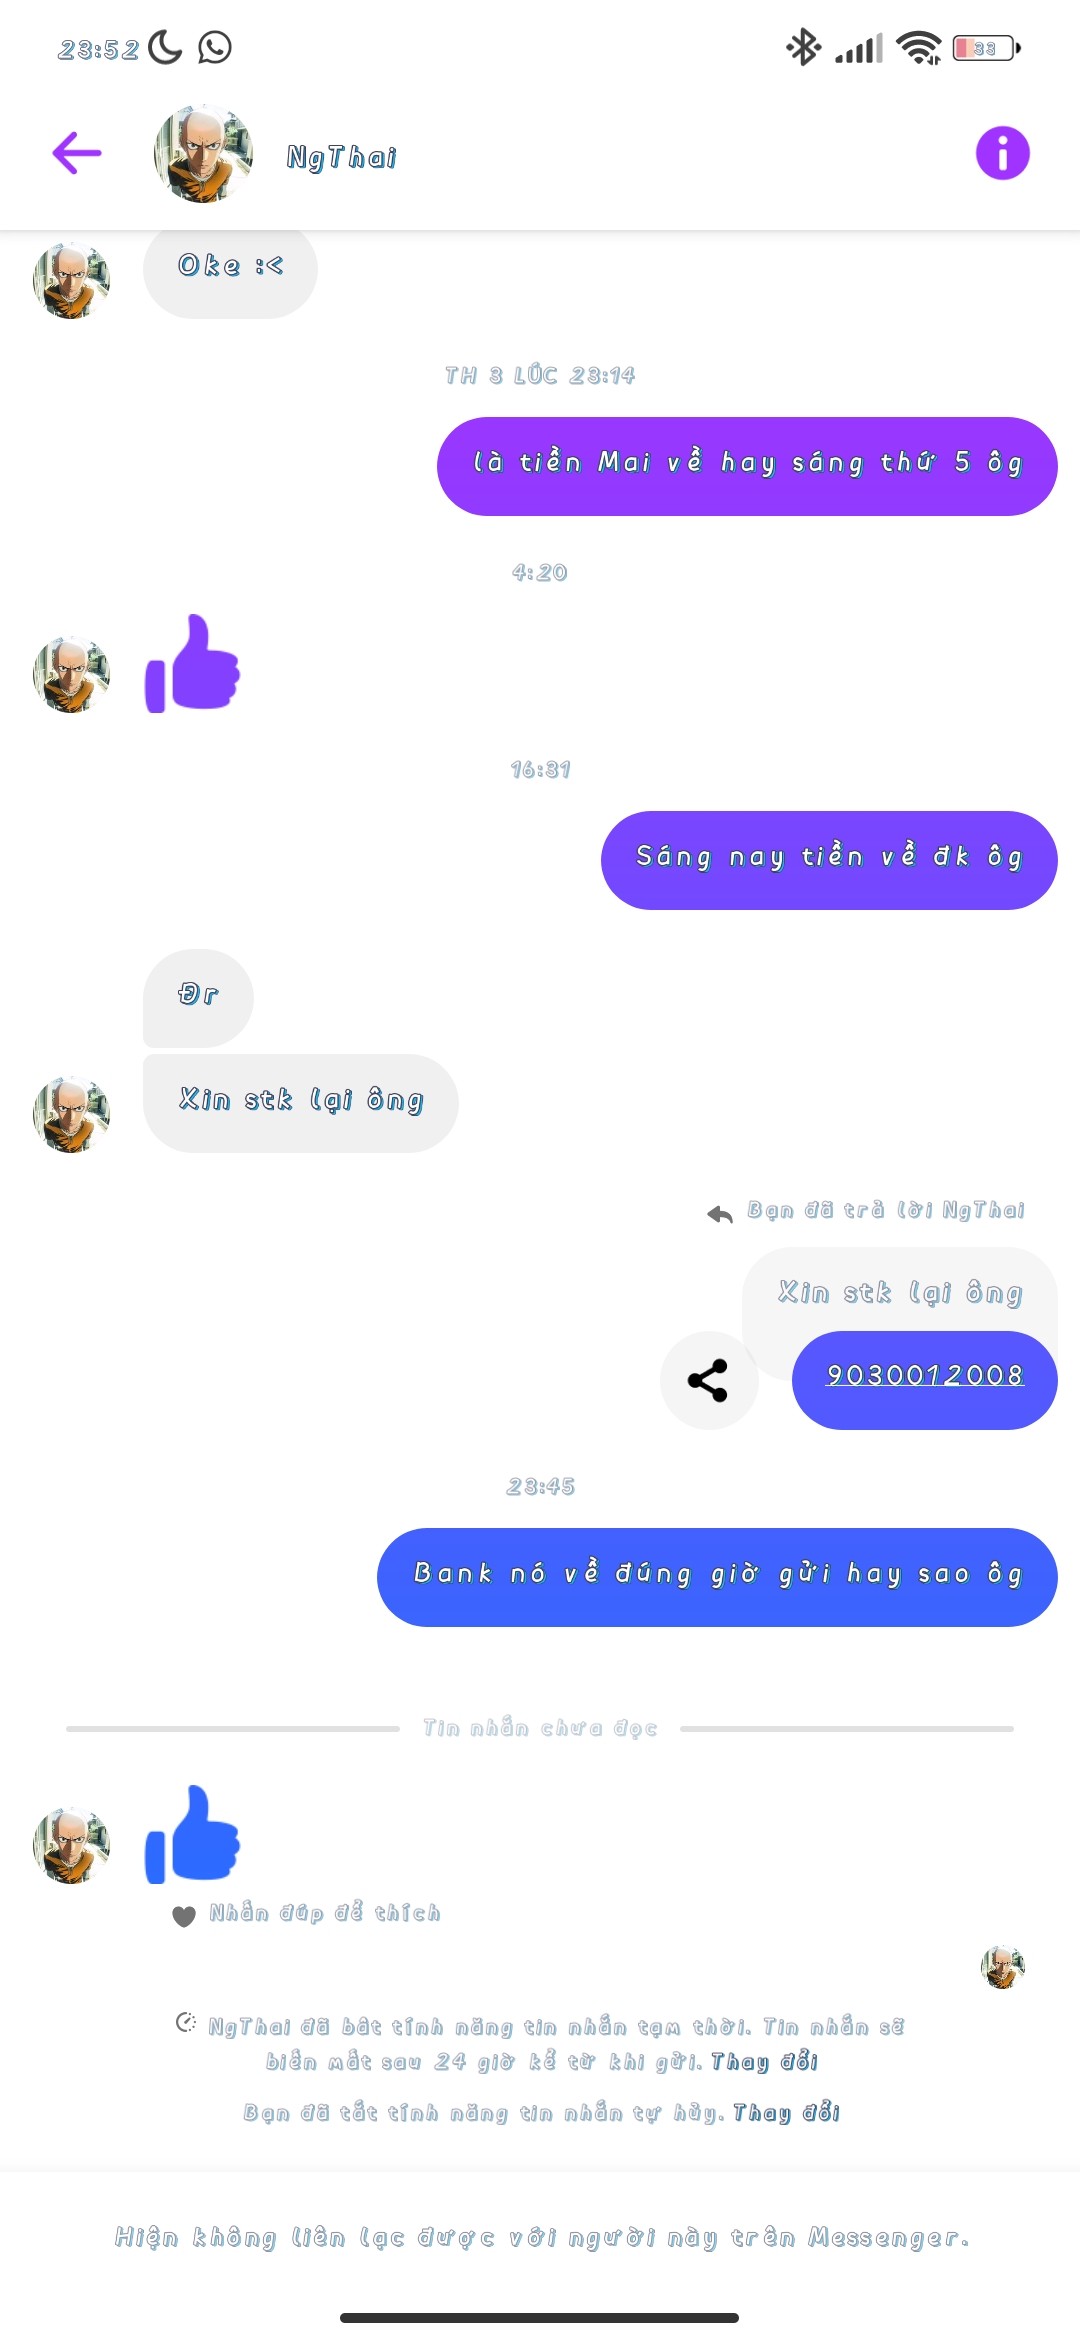 23:52
33
NgThai
Oke :<
TH 3 LÚC 23:14
là tiền Mai về hay sáng thứ 5 ôg
4:20
16:31
Sáng nay tiền về đk ôg
Đr
Xin stk lại ông
Bạn đã trả lời NgThai
Xin stk lại ông
9030012008
23:45
Bank nó về đúng giờ gửi hay sao ôg
Tin nhắn chưa đọc
Nhấn đúp để thích
NgThai đã bật tính năng tin nhắn tạm thời. Tin nhắn sẽ
biến mất sau 24 giờ kể từ khi gửi. Thay đổi
Bạn đã tắt tính năng tin nhắn tự hủy. Thay đổi
Hiện không liên lạc được với người này trên Messenger.